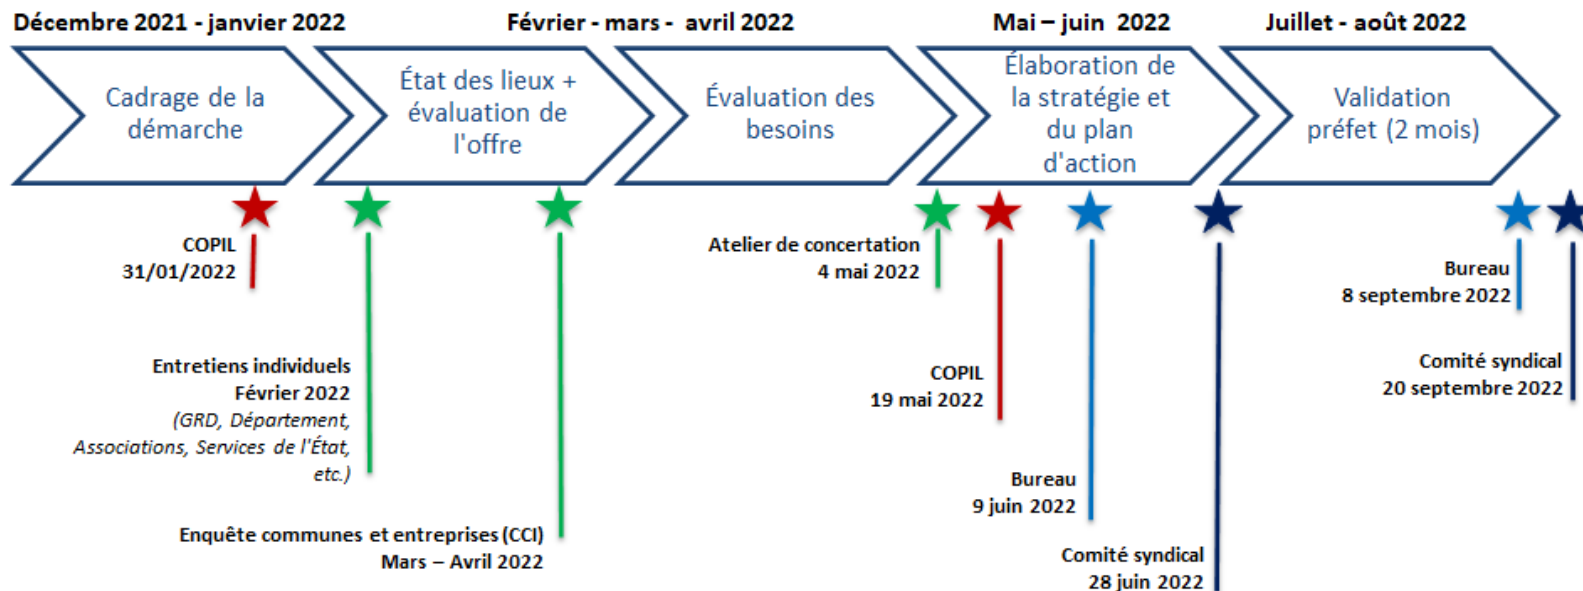 Décembre 2021 - janvier 2022
Février - mars - avril 2022
Mai – juin 2022
Juillet - août 2022
Cadrage de la
démarche
État des lieux +
évaluation de
l'offre
Évaluation des
besoins
Élaboration de
la stratégie et
du plan
d'action
Validation
préfet (2 mois)
COPIL
31/01/2022
Entretiens individuels
Février 2022
(GRD, Département,
Associations, Services de l'État,
etc.)
Enquête communes et entreprises (CCI)
Mars – Avril 2022
Atelier de concertation
4 mai 2022
COPIL
19 mai 2022
Bureau
9 juin 2022
Comité syndical
28 juin 2022
Bureau
8 septembre 2022
Comité syndical
20 septembre 2022